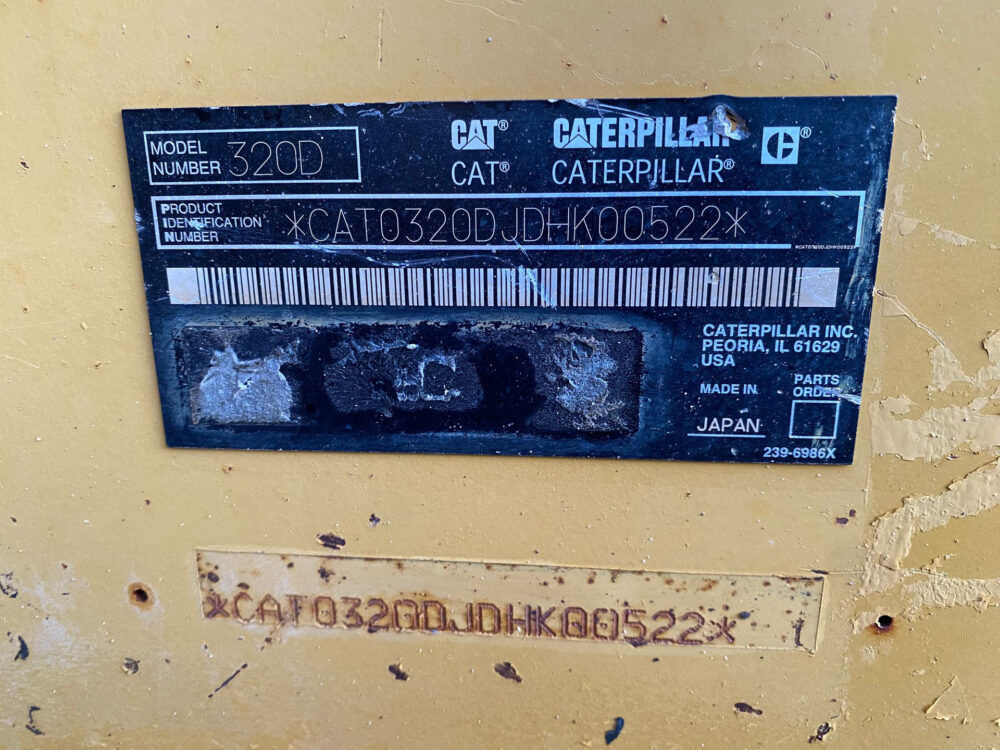 MODEL
NUMBER 320D
CAT® CATERPILLAR ®
CAT® CATERPILLAR®
PRODUCT
IDENTIFICATION
NUMBER
*CAT0320DJDHK00522*
*CAT0320DJDHK00522*
CATERPILLAR INC.
PEORIA, IL 61629
USA
MADE IN
JAPAN
PARTS
ORDER
239-6986X
*CAT0320DJDHK00522*